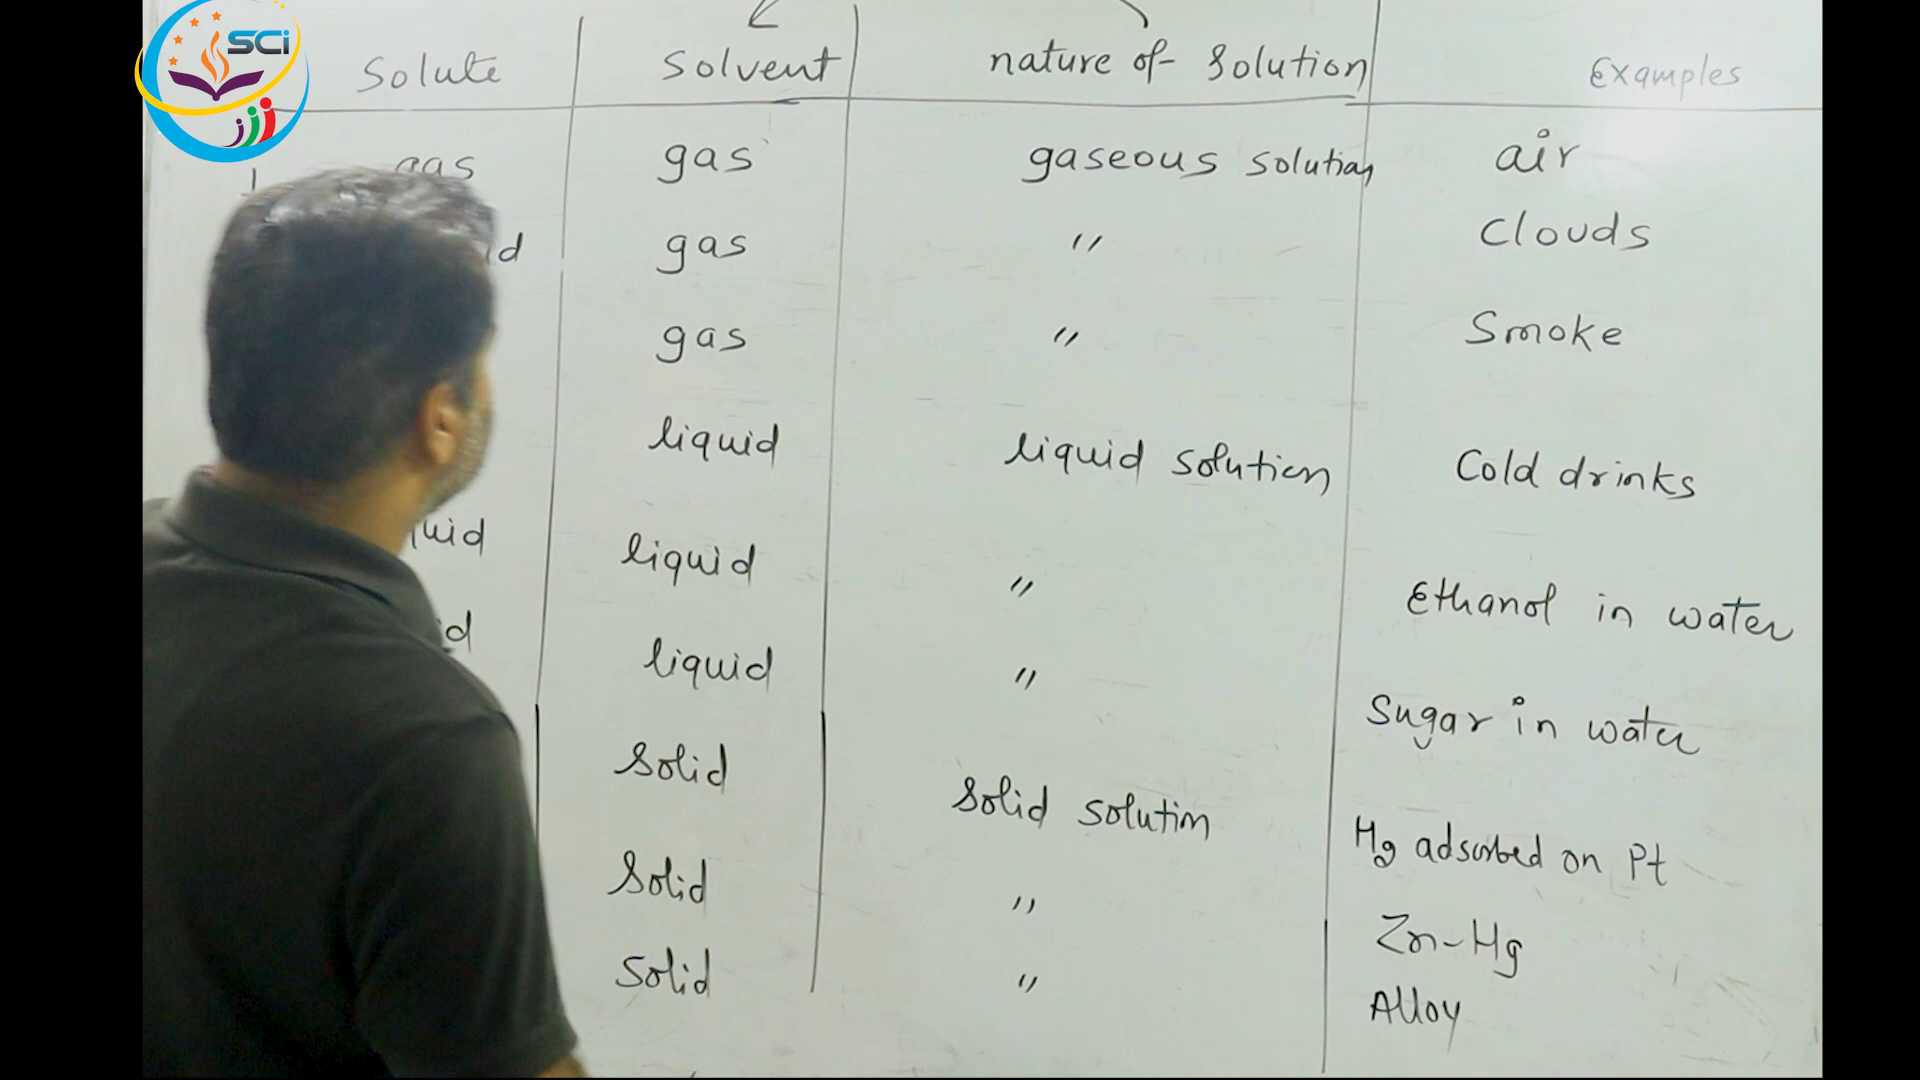 SCi
Solute Solvent nature of Solution Examples
gas gas gaseous solution air
gas " Clouds
gas " Smoke
liquid liquid solution Cold drinks
liquid " Ethanol in water
liquid " Sugar in water
Solid Solid solution Hg adsorbed on Pt
Solid " Zn-Hg
Solid " Alloy